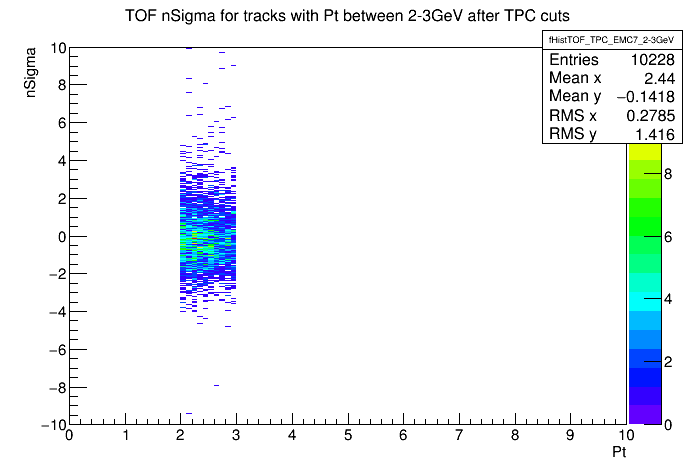 TOF nSigma for tracks with Pt between 2-3GeV after TPC cuts
fHistTOF_TPC_EMC7_2-3GeV
Entries 10228
Mean x 2.44
Mean y −0.1418
RMS x 0.2785
RMS y 1.416
nSigma
10
8
6
4
2
0
−2
−4
−6
−8
−10
0 1 2 3 4 5 6 7 8 9 10
Pt
8
6
4
2
0